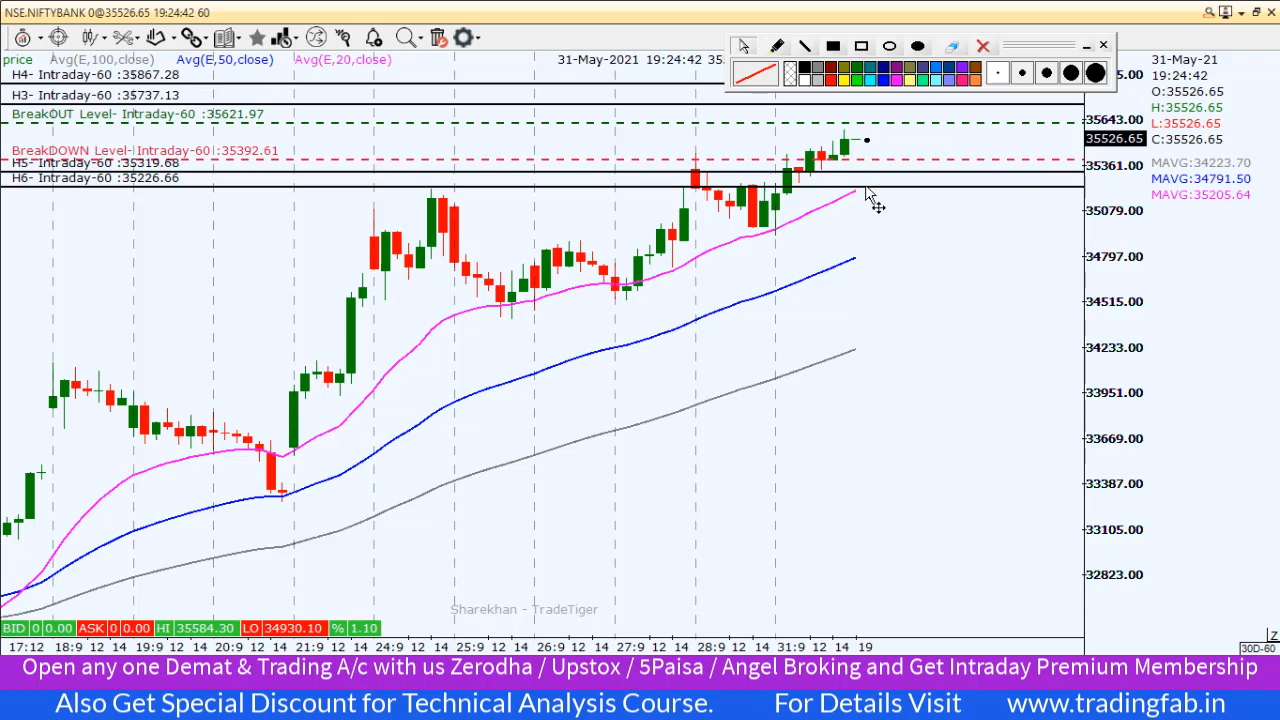 NSE.NIFTYBANK 0@35526.65 19:24:42 60
price Avg(E,100,close) Avg(E,50,close) Avg(E,20,close) 31-May-2021 19:24:42 35
31-May-21
19:24:42
O:35526.65
H:35526.65
L:35526.65
C:35526.65
MAVG:34223.70
MAVG:34791.50
MAVG:35205.64
H4- Intraday-60 :35867.28
H3- Intraday-60 :35737.13
BreakOUT Level- Intraday-60 :35621.97
BreakDOWN Level-Intraday-60 :35392.61
H5- Intraday-60 :35319.68
H6- Intraday-60 :35226.66
35643.00
35526.65
35361.00
35079.00
34797.00
34515.00
34233.00
33951.00
33669.00
33387.00
33105.00
32823.00
Sharekhan - TradeTiger
BID 0 0.00 ASK 0 0.00 HI 35584.30 LO 34930.10 % 1.10
17:12 18:9 12 14 19:9 12 14 20:9 12 14 21:9 12 14 24:9 12 14 25:9 12 14 26:9 12 14 27:9 12 14 28:9 12 14 31:9 12 14 19
Z
30D-60
Open any one Demat & Trading A/c with us Zerodha / Upstox / 5Paisa / Angel Broking and Get Intraday Premium Membership
Also Get Special Discount for Technical Analysis Course. For Details Visit www.tradingfab.in